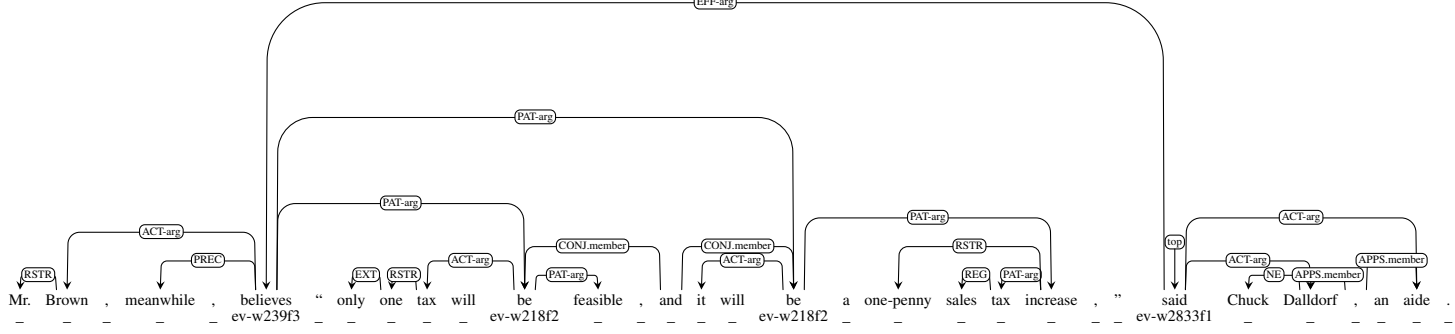 EFF-arg
PAT-arg
PAT-arg
PAT-arg ACT-arg
ACT-arg top
CONJ.member CONJ.member RSTR
PREC ACT-arg ACT-arg ACT-arg APPS.member
RSTR EXT RSTR PAT-arg REG PAT-arg NE APPS.member
Mr. Brown , meanwhile , believes “ only one tax will be feasible , and it will be a one-penny sales tax increase , ” said Chuck Dalldorf , an aide .
_ _ _ _ _ ev-w239f3 _ _ _ _ _ ev-w218f2 _ _ _ _ _ ev-w218f2 _ _ _ _ _ _ _ ev-w2833f1 _ _ _ _ _ _